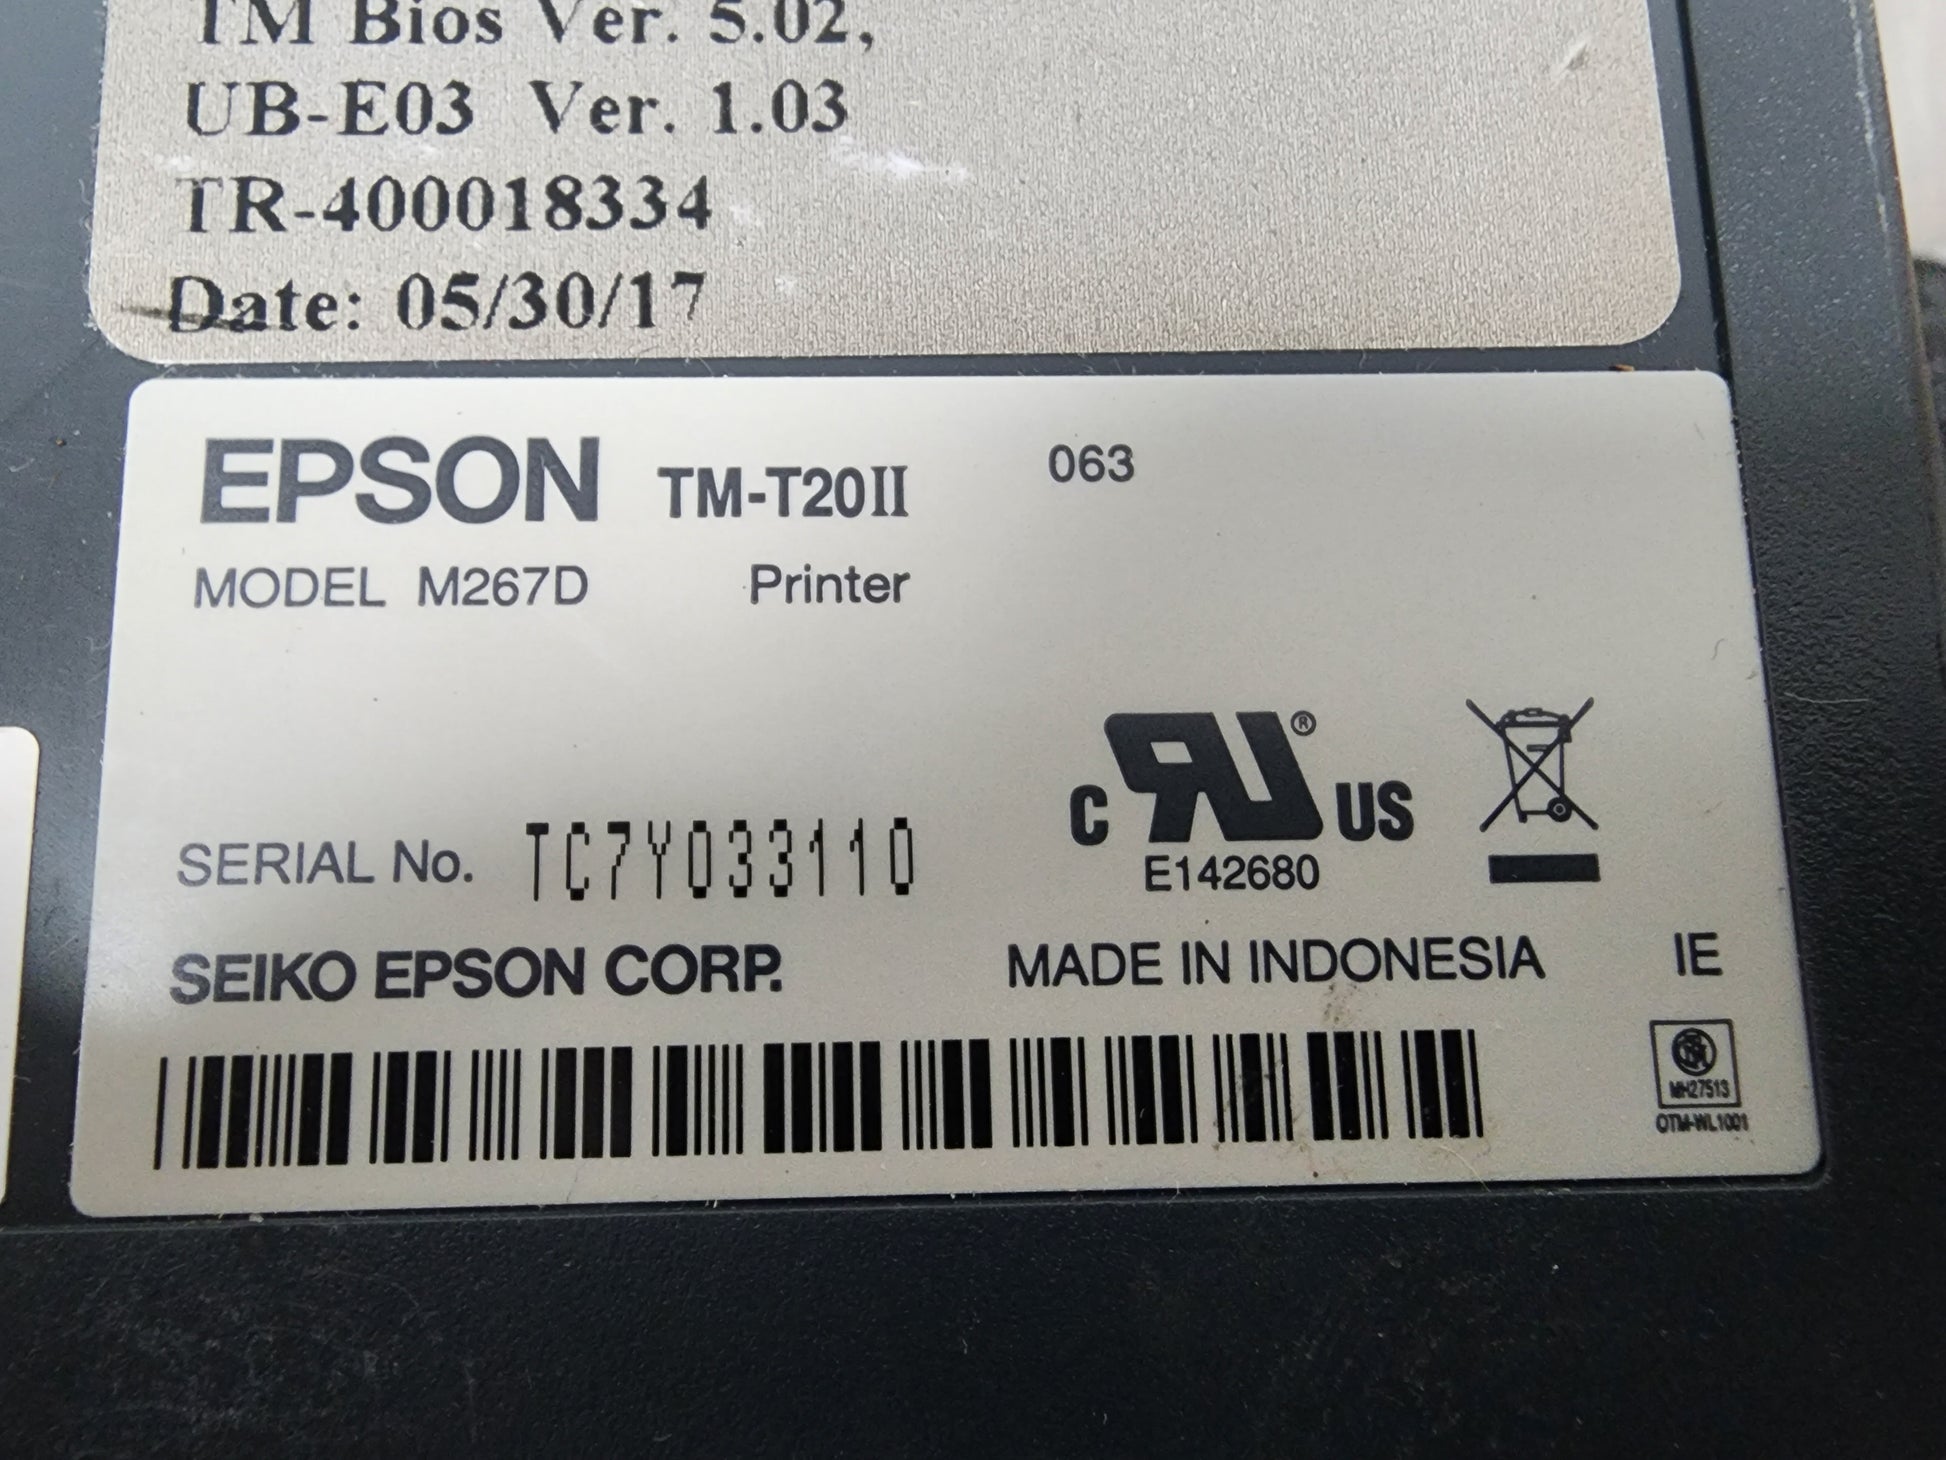 TM Bios Ver. 5.02,
UB-E03 Ver. 1.03
TR-400018334
Date: 05/30/17
EPSON TM-T20II 063
MODEL M267D Printer
C RU® US
E142680
SERIAL No. TC7Y033110
SEIKO EPSON CORP. MADE IN INDONESIA IE
MH27513
OTM-WL1001